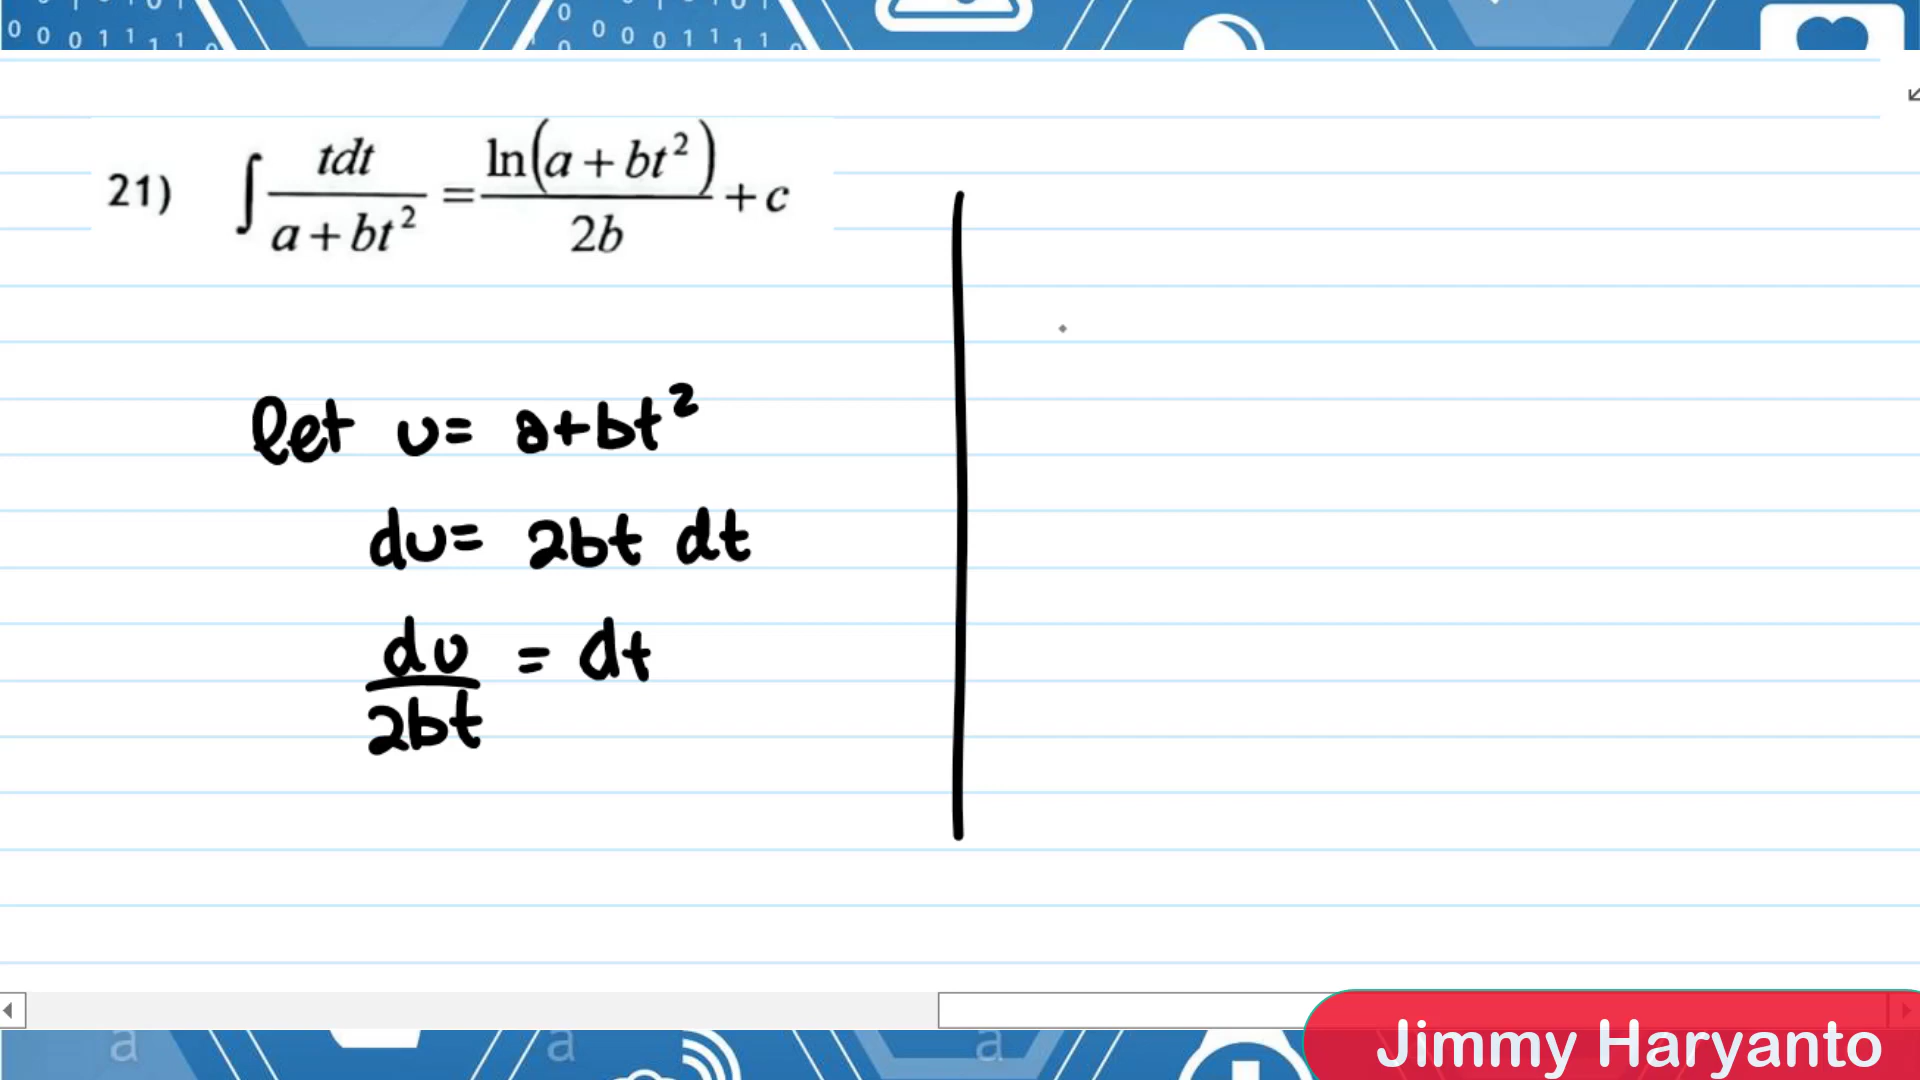 21) ∫ tdt / (a + bt²) = ln(a + bt²) / 2b + c
let u = a+bt²
du = 2bt dt
du / 2bt = dt
Jimmy Haryanto